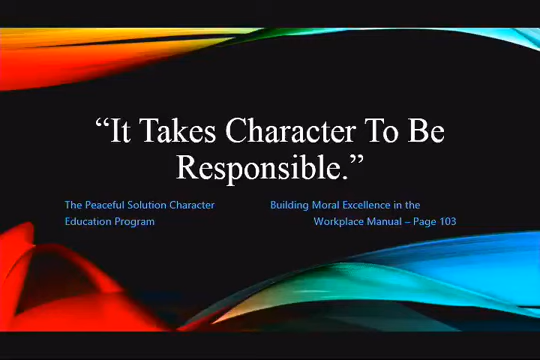 “It Takes Character To Be
Responsible.”
The Peaceful Solution Character
Education Program
Building Moral Excellence in the
Workplace Manual – Page 103